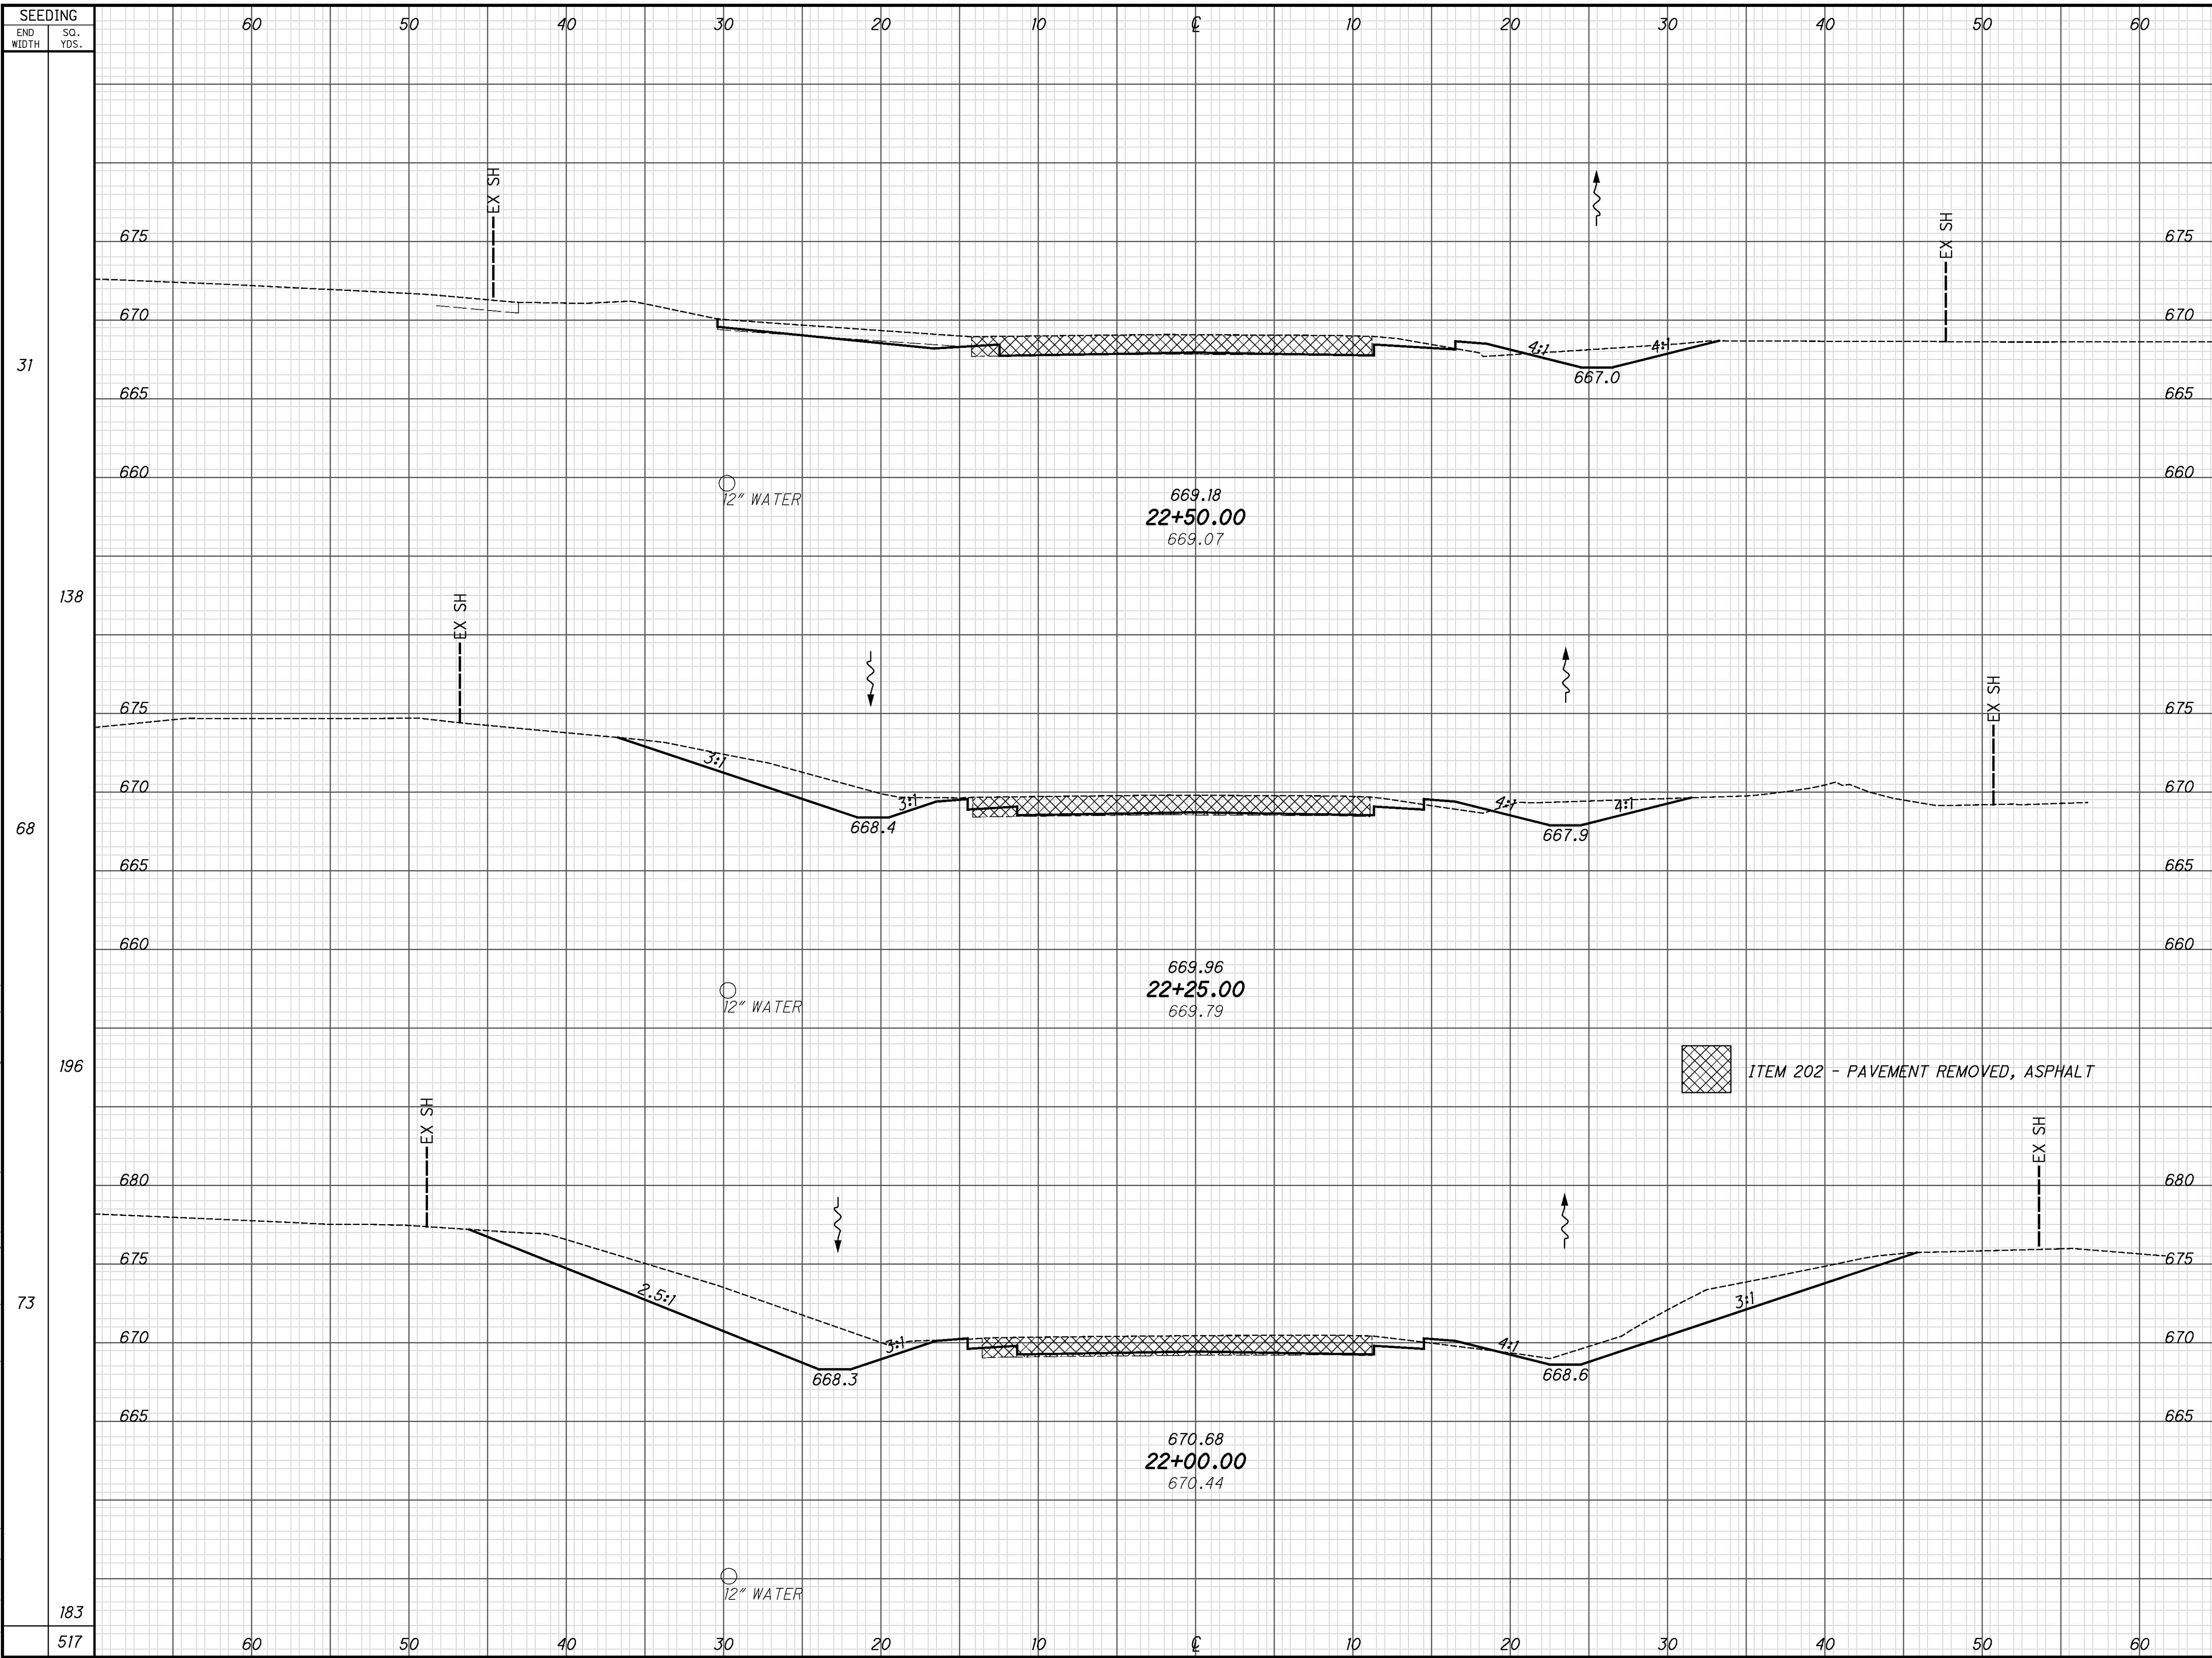 SEEDING
END WIDTH
SQ. YDS.
60 50 40 30 20 10 ℄ 10 20 30 40 50 60
EX SH
EX SH
675 675
670 670
4:1 4:1
667.0
31
665 665
660 660
12" WATER
669.18
22+50.00
669.07
138
EX SH
EX SH
675 675
3:1
670 670
3:1 4:1 4:1
668.4 667.9
68
665 665
660 660
669.96
22+25.00
669.79
12" WATER
196
ITEM 202 - PAVEMENT REMOVED, ASPHALT
EX SH
EX SH
680 680
675 675
2.5:1 3:1
73
670 670
3:1 4:1
668.3 668.6
665 665
670.68
22+00.00
670.44
12" WATER
183
517
60 50 40 30 20 10 ℄ 10 20 30 40 50 60